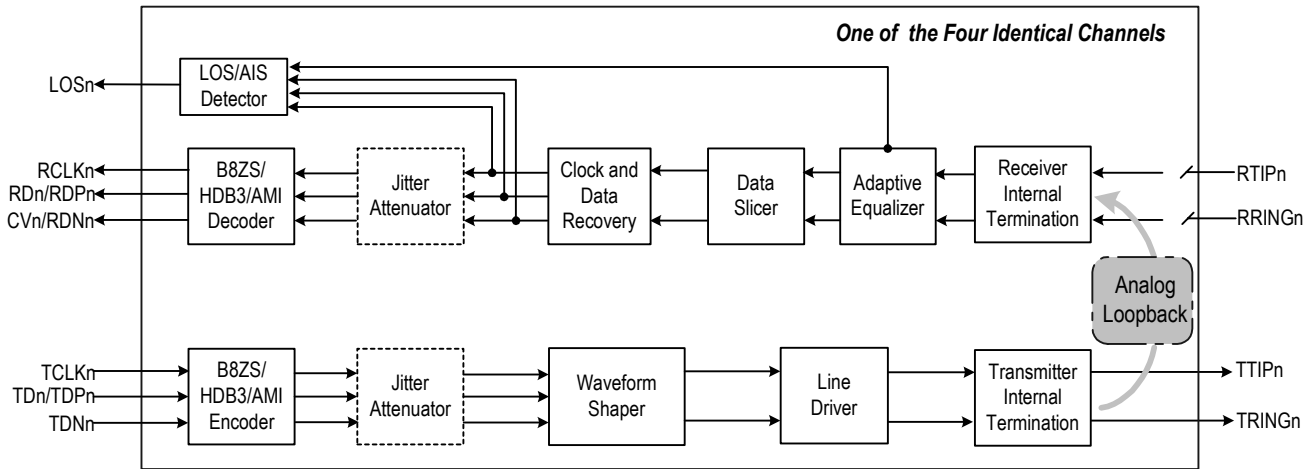 One of the Four Identical Channels
LOSn
LOS/AIS
Detector
RCLKn
RDn/RDPn
CVn/RDNn
B8ZS/
HDB3/AMI
Decoder
Jitter
Attenuator
Clock and
Data
Recovery
Data
Slicer
Adaptive
Equalizer
Receiver
Internal
Termination
RTIPn
RRINGn
Analog
Loopback
TCLKn
TDn/TDPn
TDNn
B8ZS/
HDB3/AMI
Encoder
Jitter
Attenuator
Waveform
Shaper
Line
Driver
Transmitter
Internal
Termination
TTIPn
TRINGn